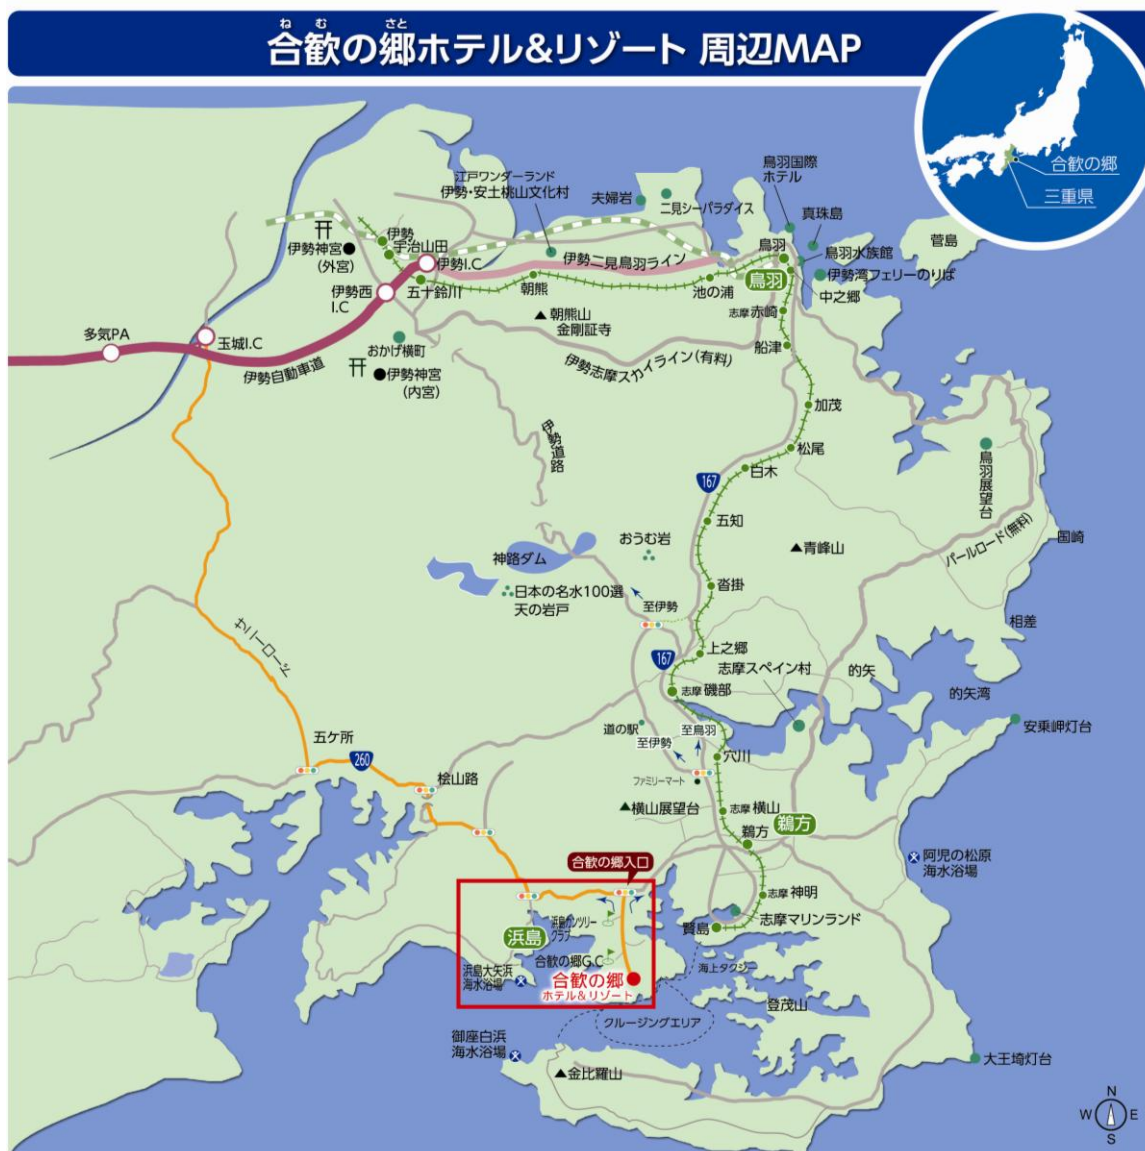 ねむ さと
合歓の郷ホテル&リゾート 周辺MAP
合歓の郷
三重県
鳥羽国際
ホテル
江戸ワンダーランド
伊勢・安土桃山文化村
夫婦岩
二見シーパラダイス
真珠島
菅島
伊勢
宇治山田
伊勢神宮
(外宮)
伊勢I.C
伊勢二見鳥羽ライン
鳥羽
鳥羽水族館
伊勢湾フェリーのりば
鳥羽
中之郷
伊勢西
I.C
五十鈴川
朝熊
池の浦
志摩赤崎
朝熊山
金剛証寺
多気PA
玉城I.C
おかげ横町
船津
伊勢自動車道
伊勢神宮
(内宮)
伊勢志摩スカイライン(有料)
加茂
伊勢道路
松尾
白木
鳥羽展望台
167
五知
おうむ岩
青峰山
パールロード(無料)
国崎
神路ダム
日本の名水100選
天の岩戸
沓掛
至伊勢
相差
サニーロード
上之郷
167
志摩スペイン村
的矢
志摩磯部
的矢湾
安乗岬灯台
道の駅
至鳥羽
至伊勢
五ケ所
260
穴川
桧山路
ファミリーマート
横山展望台
志摩横山
鵜方
鵜方
阿児の松原
海水浴場
合歓の郷入口
志摩神明
浜島カンツリー
クラブ
志摩マリンランド
浜島
賢島
合歓の郷G.C
海上タクシー
浜島大矢浜
海水浴場
合歓の郷
ホテル&リゾート
登茂山
クルージングエリア
御座白浜
海水浴場
大王埼灯台
金比羅山
N
W E
S